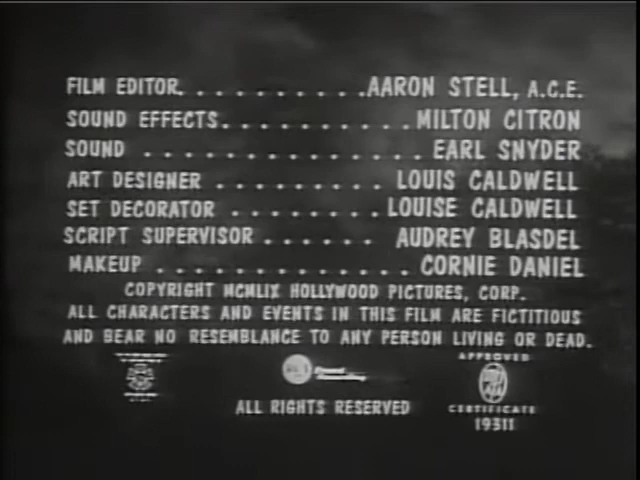 FILM EDITOR. . . . . . . . . . .AARON STELL, A.C.E.
SOUND EFFECTS. . . . . . . . . . MILTON CITRON
SOUND . . . . . . . . . . . . . . . EARL SNYDER
ART DESIGNER . . . . . . . . . LOUIS CALDWELL
SET DECORATOR . . . . . . . . LOUISE CALDWELL
SCRIPT SUPERVISOR . . . . . . AUDREY BLASDEL
MAKEUP . . . . . . . . . . . . . CORNIE DANIEL
COPYRIGHT MCMLIX HOLLYWOOD PICTURES, CORP.
ALL CHARACTERS AND EVENTS IN THIS FILM ARE FICTITIOUS
AND BEAR NO RESEMBLANCE TO ANY PERSON LIVING OR DEAD.
APPROVED
ALL RIGHTS RESERVED
CERTIFICATE
19311